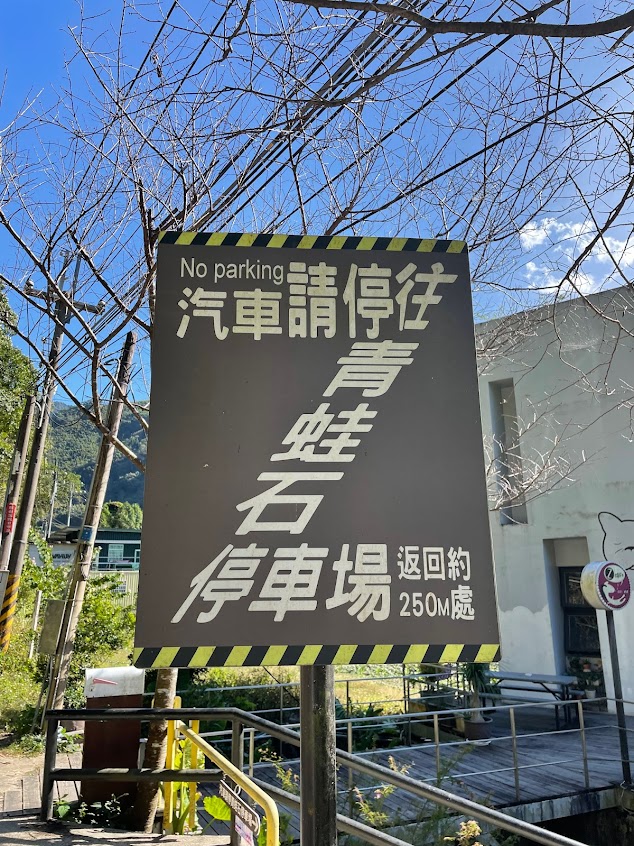 No parking
汽車請停往
青
蛙
石
停車場
返回約
250M處